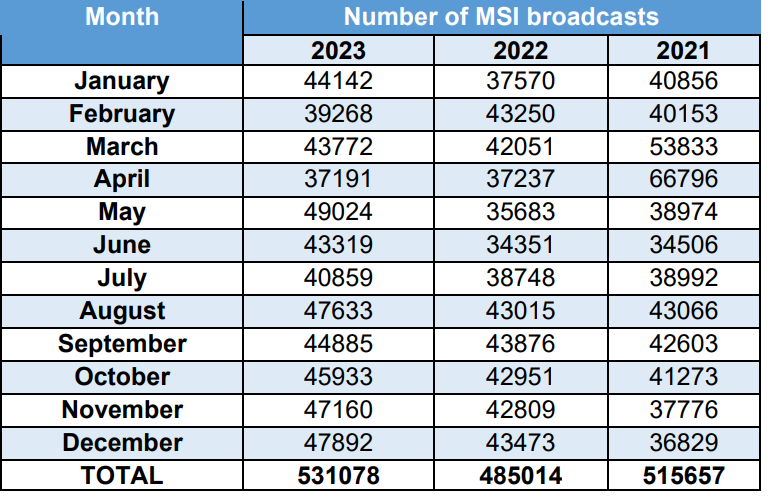 Month Number of MSI broadcasts
2023 2022 2021
January 44142 37570 40856
February 39268 43250 40153
March 43772 42051 53833
April 37191 37237 66796
May 49024 35683 38974
June 43319 34351 34506
July 40859 38748 38992
August 47633 43015 43066
September 44885 43876 42603
October 45933 42951 41273
November 47160 42809 37776
December 47892 43473 36829
TOTAL 531078 485014 515657